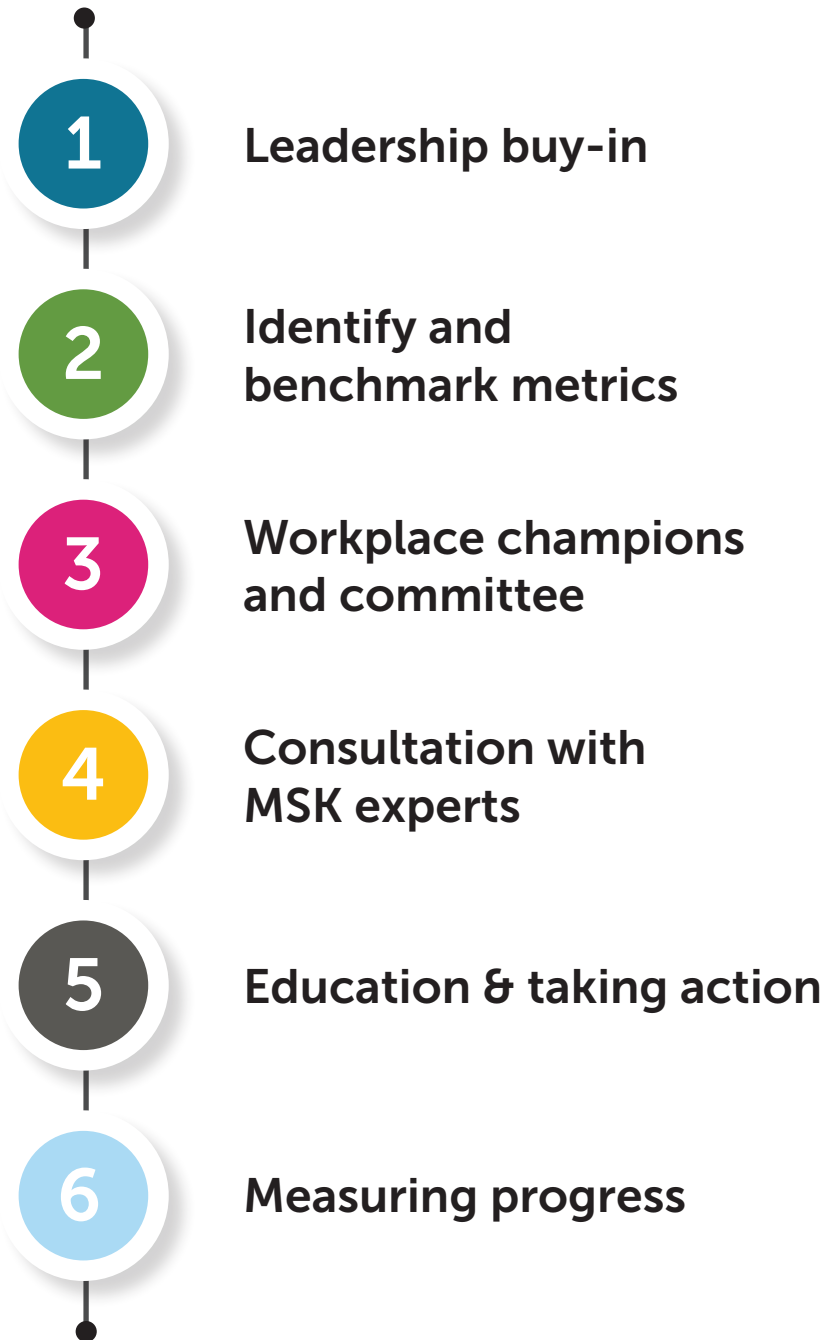 1
Leadership buy-in
2
Identify and
benchmark metrics
3
Workplace champions
and committee
4
Consultation with
MSK experts
5
Education & taking action
6
Measuring progress